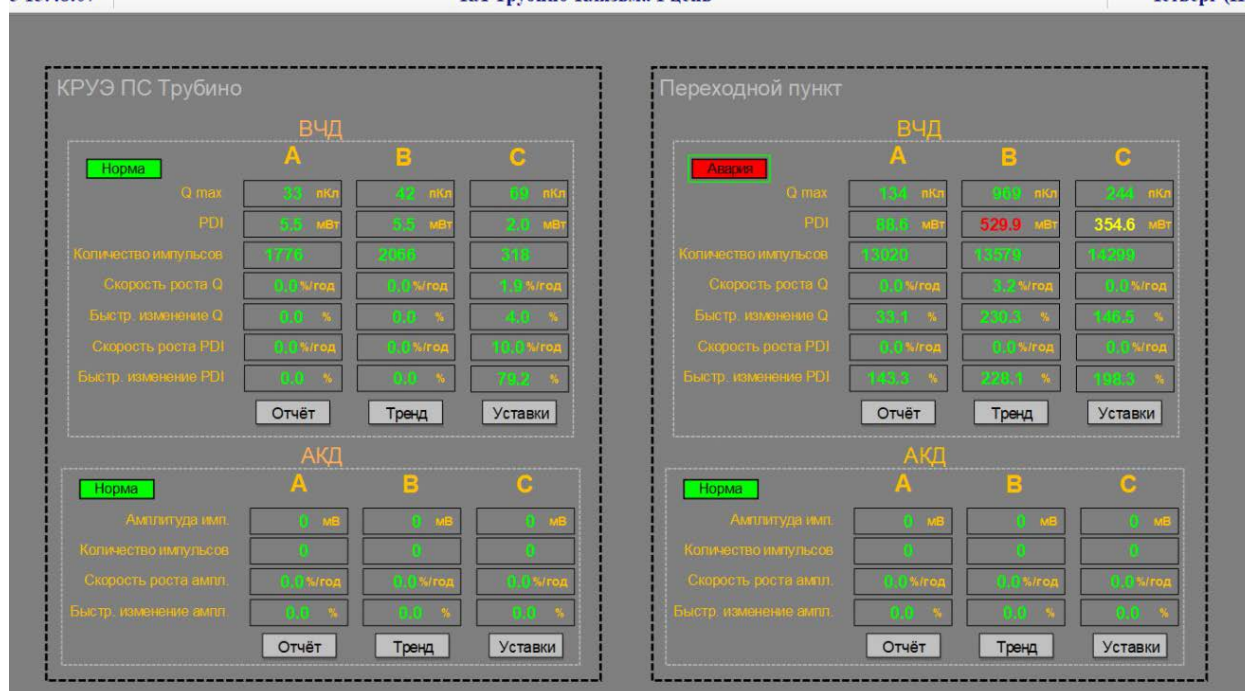 КРУЭ ПС Трубино
ВЧД
Норма A B C
Q max 33 пКл 42 пКл 69 пКл
PDI 5.5 мВт 5.5 мВт 2.0 мВт
Количество импульсов 1776 2066 318
Скорость роста Q 0.0 %/год 0.0 %/год 1.9 %/год
Быстр. изменение Q 0.0 % 0.0 % 4.0 %
Скорость роста PDI 0.0 %/год 0.0 %/год 10.0 %/год
Быстр. изменение PDI 0.0 % 0.0 % 79.2 %
Отчёт Тренд Уставки
АКД
Норма A B C
Амплитуда имп. 0 мВ 0 мВ 0 мВ
Количество импульсов 0 0 0
Скорость роста ампл. 0.0 %/год 0.0 %/год 0.0 %/год
Быстр. изменение ампл. 0.0 % 0.0 % 0.0 %
Отчёт Тренд Уставки
Переходной пункт
ВЧД
Авария A B C
Q max 134 пКл 969 пКл 244 пКл
PDI 88.6 мВт 529.9 мВт 354.6 мВт
Количество импульсов 13020 13579 14299
Скорость роста Q 0.0 %/год 3.2 %/год 0.0 %/год
Быстр. изменение Q 33.1 % 230.3 % 146.5 %
Скорость роста PDI 0.0 %/год 0.0 %/год 0.0 %/год
Быстр. изменение PDI 143.3 % 228.1 % 198.3 %
Отчёт Тренд Уставки
АКД
Норма A B C
Амплитуда имп. 0 мВ 0 мВ 0 мВ
Количество импульсов 0 0 0
Скорость роста ампл. 0.0 %/год 0.0 %/год 0.0 %/год
Быстр. изменение ампл. 0.0 % 0.0 % 0.0 %
Отчёт Тренд Уставки